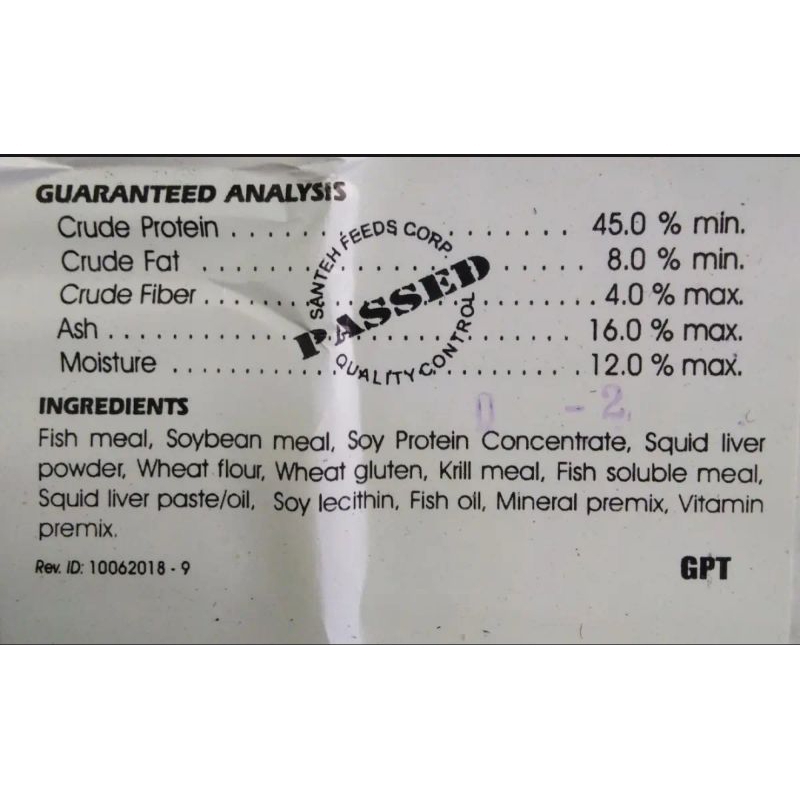 GUARANTEED ANALYSIS
Crude Protein . . . . . . . . . . . . . . . . . . . . 45.0 % min.
Crude Fat . . . . . . . . . . . . . . . . . . . . . . 8.0 % min.
Crude Fiber . . . . . . . . . . . . . . . . . . . . . 4.0 % max.
Ash . . . . . . . . . . . . . . . . . . . . . . . . . 16.0 % max.
Moisture . . . . . . . . . . . . . . . . . . . . . . 12.0 % max.
SANTEH FEEDS CORP.
PASSED
QUALITY CONTROL
0 - 2
INGREDIENTS
Fish meal, Soybean meal, Soy Protein Concentrate, Squid liver
powder, Wheat flour, Wheat gluten, Krill meal, Fish soluble meal,
Squid liver paste/oil, Soy lecithin, Fish oil, Mineral premix, Vitamin
premix.
Rev. ID: 10062018 - 9
GPT